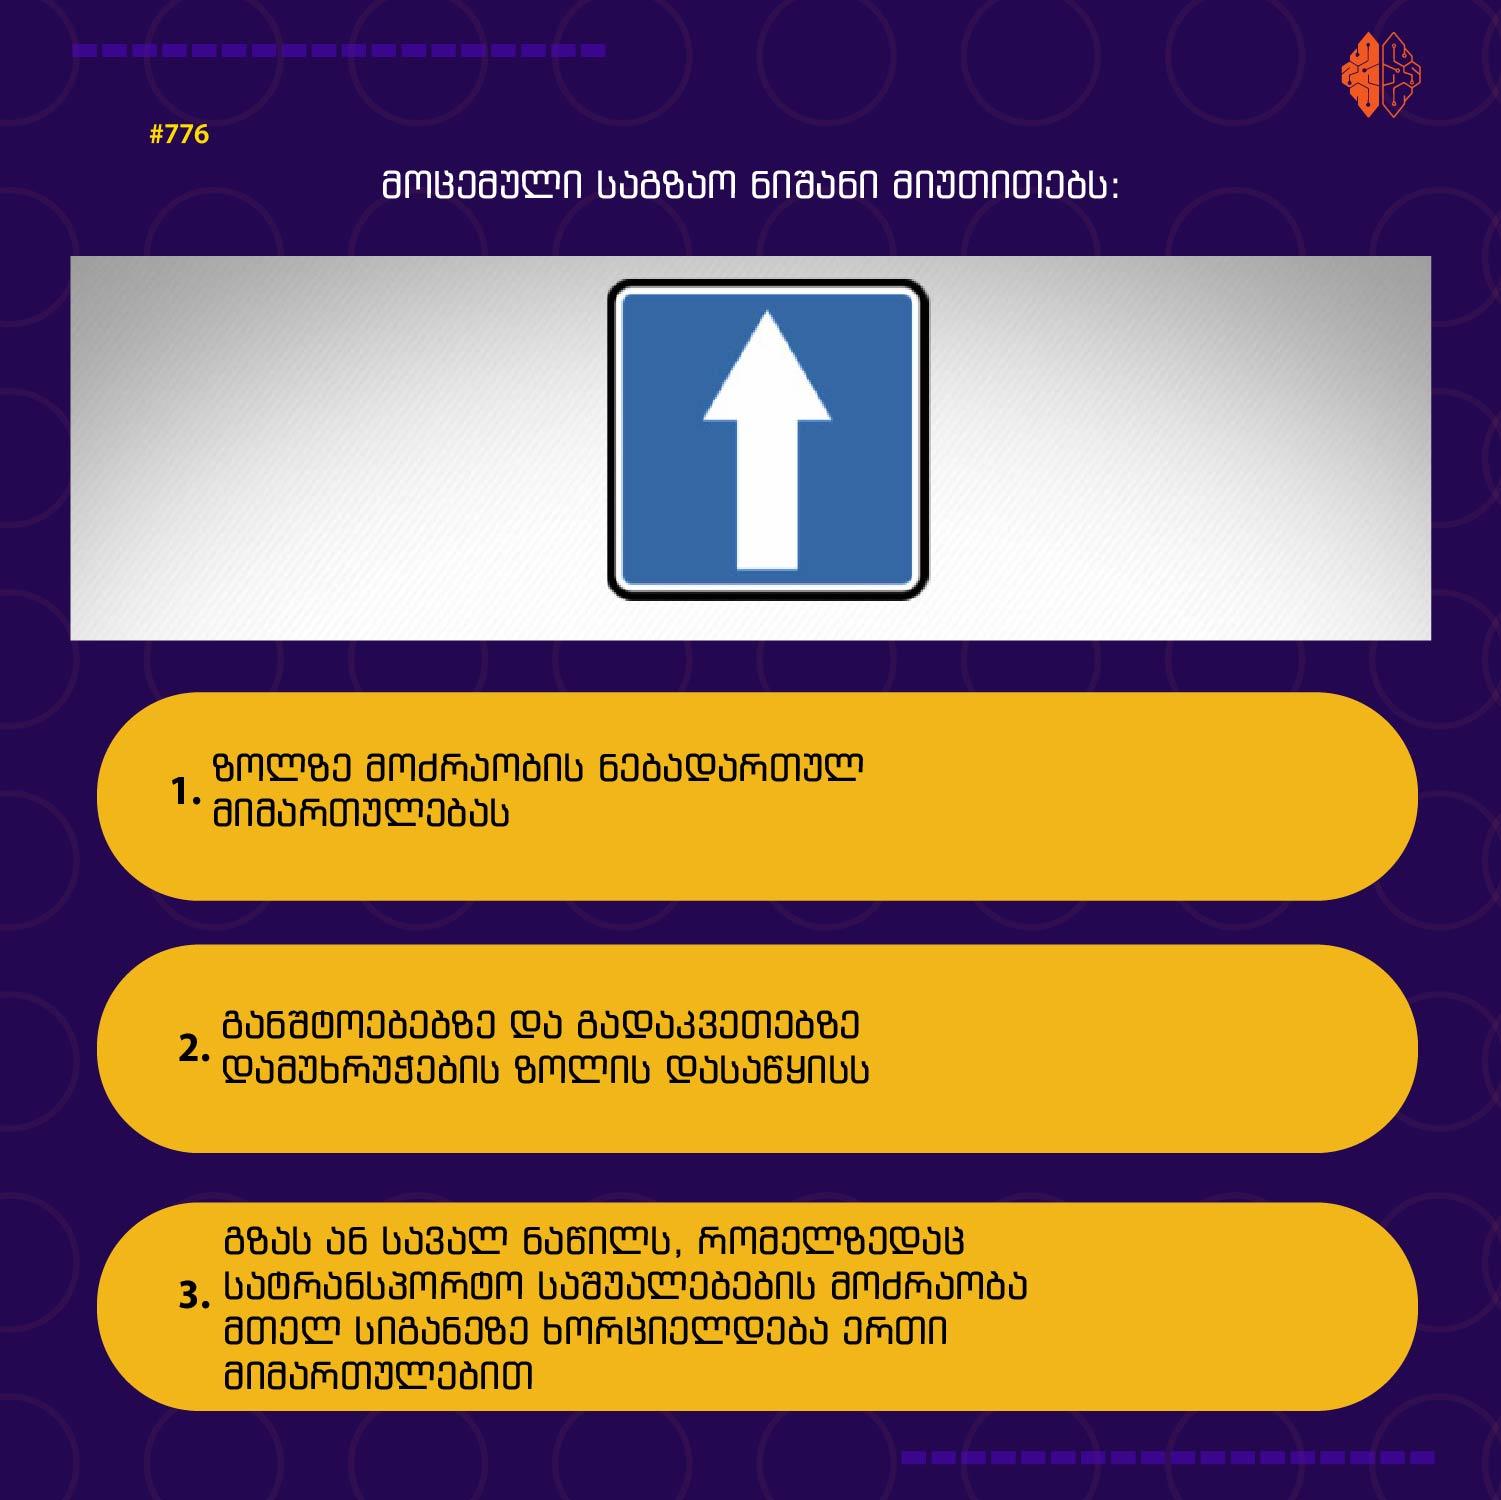 #776
მოცემული საგზაო ნიშანი მიუთითებს:
1. ზოლზე მოძრაობის ნებადართულ
მიმართულებას
2. განშტოებებზე და გადაკვეთებზე
დამუხრუჭების ზოლის დასაწყისს
3. გზას ან სავალ ნაწილს, რომელზედაც
სატრანსპორტო საშუალებების მოძრაობა
მთელ სიგანეზე ხორციელდება ერთი
მიმართულებით